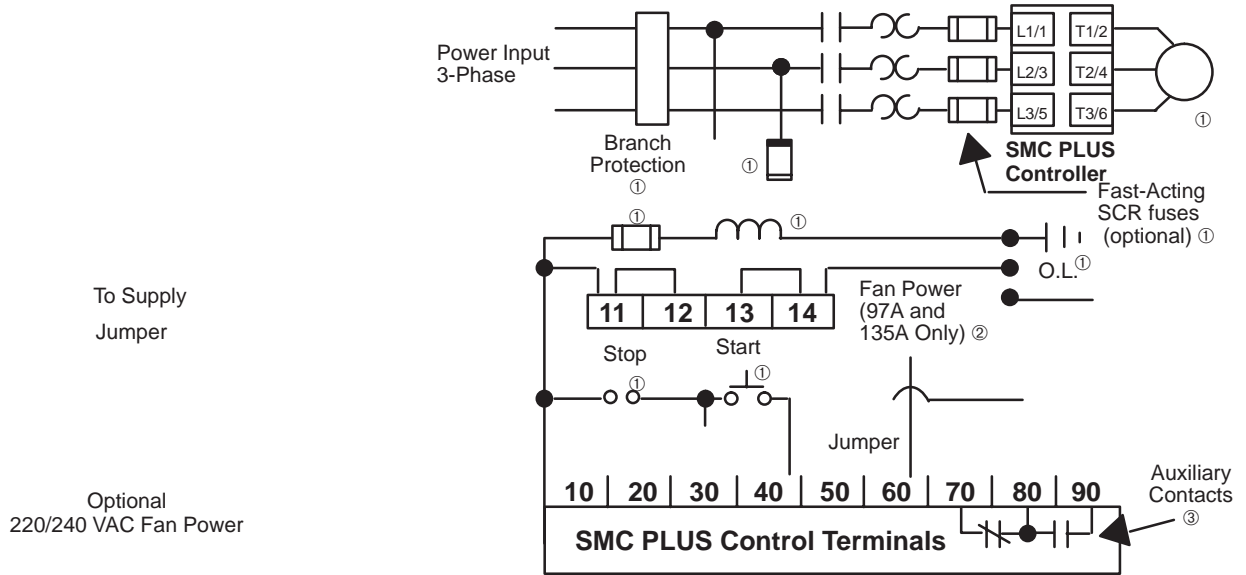 Power Input
3-Phase
L1/1 T1/2
L2/3 T2/4
L3/5 T3/6
①
Branch
Protection
①
①
SMC PLUS
Controller
Fast-Acting
SCR fuses
(optional) ①
①
①
O.L.①
To Supply
Jumper
11 12 13 14
Fan Power
(97A and
135A Only) ②
Stop
①
Start
①
Jumper
Optional
220/240 VAC Fan Power
10 20 30 40 50 60 70 80 90
Auxiliary
Contacts
③
SMC PLUS Control Terminals